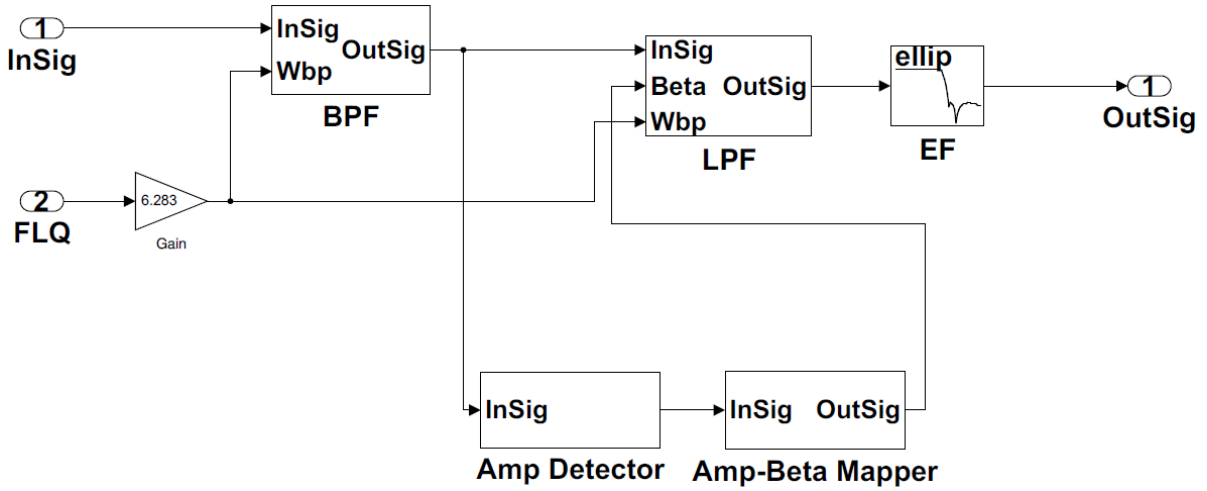 1
InSig
InSig
Wbp
OutSig
BPF
2
FLQ
6.283
Gain
InSig
Beta
Wbp
OutSig
LPF
ellip
EF
1
OutSig
InSig
Amp Detector
InSig
OutSig
Amp-Beta Mapper